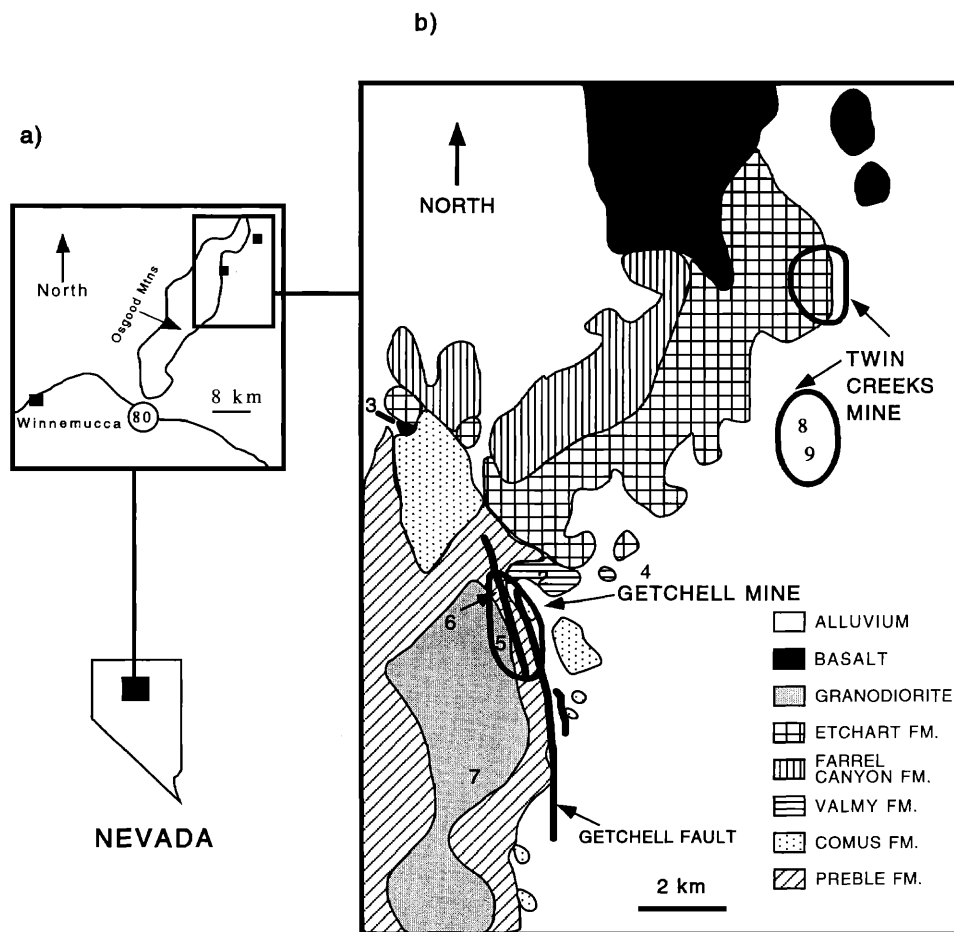 b)
a)
North
Osgood Mtns
8 km
Winnemucca
80
NEVADA
NORTH
3
TWIN
CREEKS
MINE
8
9
2
4
GETCHELL MINE
6
5
7
GETCHELL FAULT
2 km
ALLUVIUM
BASALT
GRANODIORITE
ETCHART FM.
FARREL
CANYON FM.
VALMY FM.
COMUS FM.
PREBLE FM.